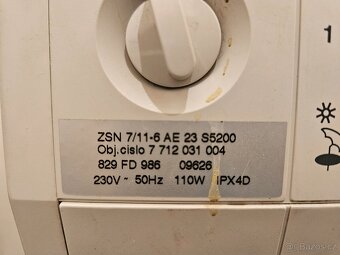 1
ZSN 7/11-6 AE 23 S5200
Obj.cislo 7 712 031 004
829 FD 986 09626
230V ~ 50Hz 110W IPX4D